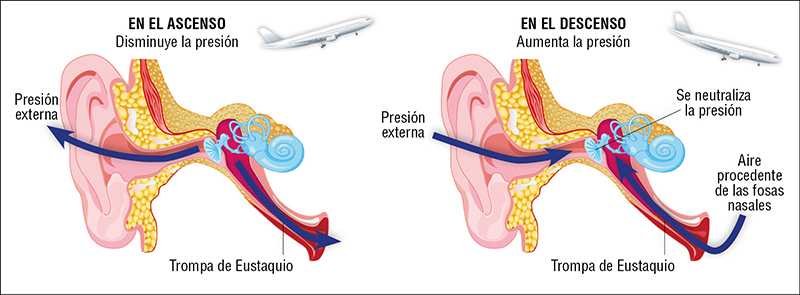 EN EL ASCENSO
Disminuye la presión
Presión
externa
Trompa de Eustaquio
EN EL DESCENSO
Aumenta la presión
Presión
externa
Se neutraliza
la presión
Aire
procedente
de las fosas
nasales
Trompa de Eustaquio